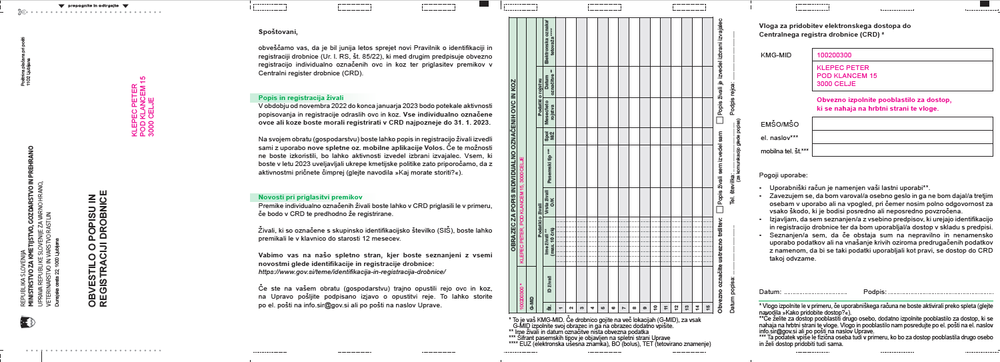 prepognite in odtrgajte
Poštnina plačana pri pošti
1102 Ljubljana
KLEPEC PETER
POD KLANCEM 15
3000 CELJE
REPUBLIKA SLOVENIJA
MINISTRSTVO ZA KMETIJSTVO, GOZDARSTVO IN PREHRANO
UPRAVA REPUBLIKE SLOVENIJE ZA VARNO HRANO,
VETERINARSTVO IN VARSTVO RASTLIN
Dunajska cesta 22, 1000 Ljubljana
OBVESTILO O POPISU IN
REGISTRACIJI DROBNICE
Spoštovani,
obveščamo vas, da je bil junija letos sprejet novi Pravilnik o identifikaciji in
registraciji drobnice (Ur. l. RS, št. 85/22), ki med drugim predpisuje obvezno
registracijo individualno označenih ovc in koz ter priglasitev premikov v
Centralni register drobnice (CRD).
Popis in registracija živali
V obdobju od novembra 2022 do konca januarja 2023 bodo potekale aktivnosti
popisovanja in registracije odraslih ovc in koz. Vse individualno označene
ovce ali koze boste morali registrirati v CRD najpozneje do 31. 1. 2023.
Na svojem obratu (gospodarstvu) boste lahko popis in registracijo živali izvedli
sami z uporabo nove spletne oz. mobilne aplikacije Volos. Če te možnosti
ne boste izkoristili, bo lahko aktivnosti izvedel izbrani izvajalec. Vsem, ki
boste v letu 2023 uveljavljali ukrepe kmetijske politike zato priporočamo, da z
aktivnostmi pričnete čimprej (glejte navodila »Kaj morate storiti?«).
Novosti pri priglasitvi premikov
Premike individualno označenih živali boste lahko v CRD priglasili le v primeru,
če bodo v CRD te predhodno že registrirane.
Živali, ki so označene s skupinsko identifikacijsko številko (SIŠ), boste lahko
premikali le v klavnico do starosti 12 mesecev.
Vabimo vas na našo spletno stran, kjer boste seznanjeni z vsemi
novostmi glede identifikacije in registracije drobnice:
https://www.gov.si/teme/identifikacija-in-registracija-drobnice/
Če ste na vašem obratu (gospodarstvu) trajno opustili rejo ovc in koz,
na Upravo pošljite podpisano izjavo o opustitvi reje. To lahko storite
po el. pošti na info.sir@gov.si ali po pošti na naslov Uprave.
OBRAZEC ZA POPIS INDIVIDUALNO OZNAČENIH OVC IN KOZ
100200300 * KLEPEC PETER, POD KLANCEM 15, 3000 CELJE
G-MID Podatki o živali Podatki o rojstvu
Št. ID živali Ime živali ** (max. 10 črk) Vrsta živali O/K Pasemski tip *** Spol M/Ž Mesec/leto rojstva Datum označitve ** Elektronska oznaka/ tetovaža ****
1
2
3
4
5
6
7
8
9
10
11
12
13
14
15
Obvezno označite ustrezno trditev: Popis živali sem izvedel sam Popis živali je izvedel izbrani izvajalec
Datum popisa: Tel. številka: Podpis rejca:
(za komunikacijo glede popisa)
* To je vaš KMG-MID. Če drobnico gojite na več lokacijah (G-MID), za vsak
G-MID izpolnite svoj obrazec in ga na obrazec dodatno vpišite.
** Ime živali in datum označitve nista obvezna podatka
*** Šifrant pasemskih tipov je objavljen na spletni strani Uprave
**** EUZ (elektronska ušesna znamka), BO (bolus), TET (tetovirano znamenje)
Vloga za pridobitev elektronskega dostopa do
Centralnega registra drobnice (CRD) *
KMG-MID 100200300
KLEPEC PETER
POD KLANCEM 15
3000 CELJE
Obvezno izpolnite pooblastilo za dostop,
ki se nahaja na hrbtni strani te vloge.
EMŠO/MŠO
el. naslov***
mobilna tel. št.***
Pogoji uporabe:
• Uporabniški račun je namenjen vaši lastni uporabi**.
• Zavezujem se, da bom varoval/a osebno geslo in ga ne bom dajal/a tretjim
osebam v uporabo ali na vpogled, pri čemer nosim polno odgovornost za
vsako škodo, ki je bodisi posredno ali neposredno povzročena.
• Izjavljam, da sem seznanjen/a z vsebino predpisov, ki urejajo identifikacijo
in registracijo drobnice ter da bom uporabljal/a dostop v skladu s predpisi.
• Seznanjen/a sem, da če obstaja sum na nepravilno in nenamensko
uporabo podatkov ali na vnašanje krivih oziroma predrugačenih podatkov
z namenom, da bi se taki podatki uporabljali kot pravi, se dostop do CRD
takoj odvzame.
Datum: Podpis:
* Vlogo izpolnite le v primeru, če uporabniškega računa ne boste aktivirali preko spleta (glejte
navodila »Kako pridobite dostop?«).
**Če želite za dostop pooblastiti drugo osebo, dodatno izpolnite pooblastilo za dostop, ki se
nahaja na hrbtni strani te vloge. Vlogo in pooblastilo nam posredujte po el. pošti na el. naslov
info.sir@gov.si ali po pošti na naslov Uprave.
*** Ta podatek vpiše le fizična oseba tudi v primeru, ko bo za dostop pooblastila drugo osebo
in želi dostop pridobiti tudi sama.